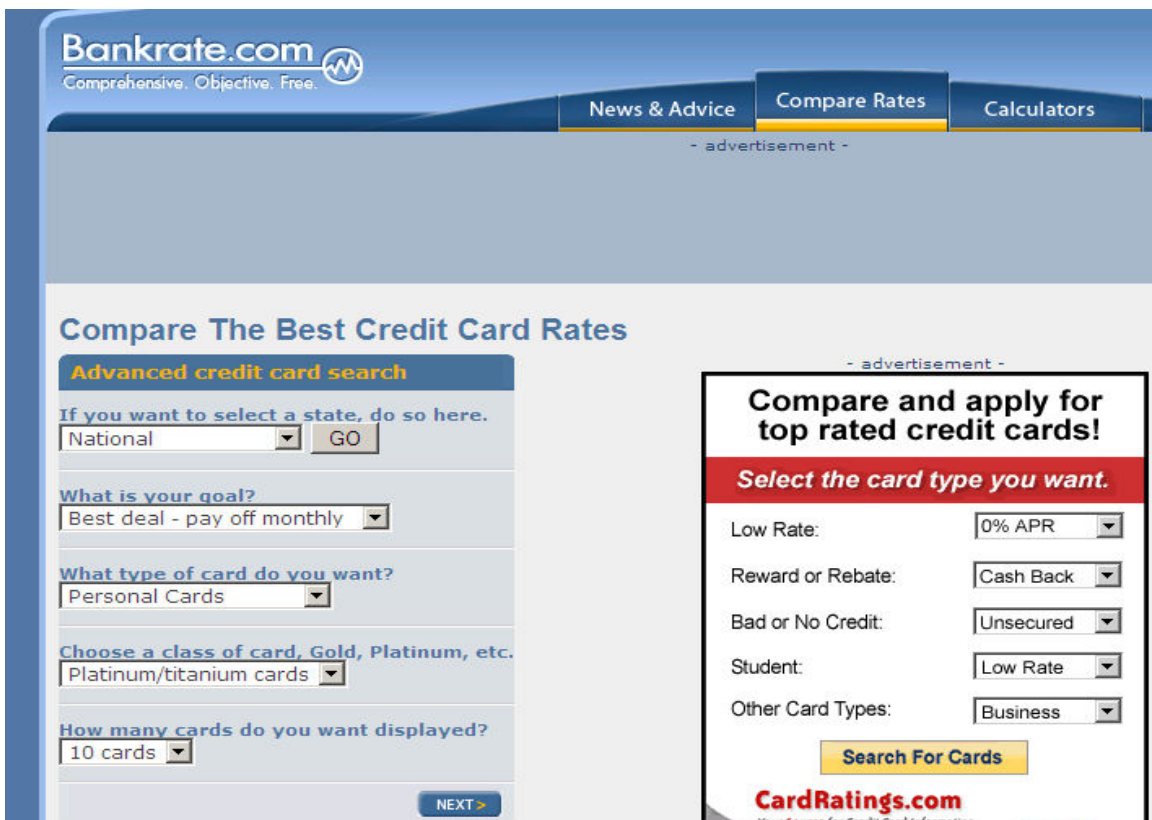 Bankrate.com
Comprehensive. Objective. Free.
News & Advice
Compare Rates
Calculators
- advertisement -
Compare The Best Credit Card Rates
Advanced credit card search
If you want to select a state, do so here.
National
GO
What is your goal?
Best deal - pay off monthly
What type of card do you want?
Personal Cards
Choose a class of card, Gold, Platinum, etc.
Platinum/titanium cards
How many cards do you want displayed?
10 cards
NEXT >
- advertisement -
Compare and apply for
top rated credit cards!
Select the card type you want.
Low Rate: 0% APR
Reward or Rebate: Cash Back
Bad or No Credit: Unsecured
Student: Low Rate
Other Card Types: Business
Search For Cards
CardRatings.com